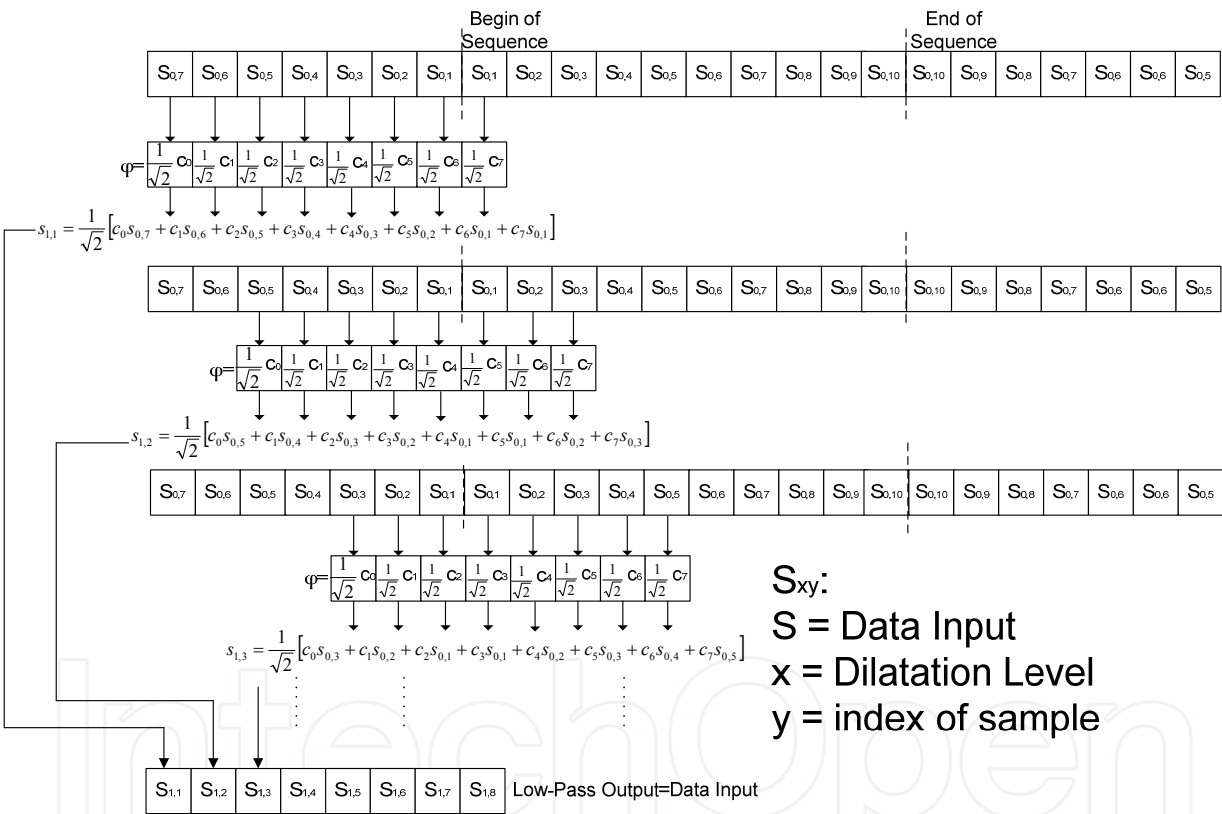 Begin of Sequence
End of Sequence
S0,7 S0,6 S0,5 S0,4 S0,3 S0,2 S0,1 S0,1 S0,2 S0,3 S0,4 S0,5 S0,6 S0,7 S0,8 S0,9 S0,10 S0,10 S0,9 S0,8 S0,7 S0,6 S0,6 S0,5
φ= 1/√2 C0 1/√2 C1 1/√2 C2 1/√2 C3 1/√2 C4 1/√2 C5 1/√2 C6 1/√2 C7
s1,1 = 1/√2 [c0s0,7 + c1s0,6 + c2s0,5 + c3s0,4 + c4s0,3 + c5s0,2 + c6s0,1 + c7s0,1]
S0,7 S0,6 S0,5 S0,4 S0,3 S0,2 S0,1 S0,1 S0,2 S0,3 S0,4 S0,5 S0,6 S0,7 S0,8 S0,9 S0,10 S0,10 S0,9 S0,8 S0,7 S0,6 S0,6 S0,5
φ= 1/√2 C0 1/√2 C1 1/√2 C2 1/√2 C3 1/√2 C4 1/√2 C5 1/√2 C6 1/√2 C7
s1,2 = 1/√2 [c0s0,5 + c1s0,4 + c2s0,3 + c3s0,2 + c4s0,1 + c5s0,1 + c6s0,2 + c7s0,3]
S0,7 S0,6 S0,5 S0,4 S0,3 S0,2 S0,1 S0,1 S0,2 S0,3 S0,4 S0,5 S0,6 S0,7 S0,8 S0,9 S0,10 S0,10 S0,9 S0,8 S0,7 S0,6 S0,6 S0,5
φ= 1/√2 C0 1/√2 C1 1/√2 C2 1/√2 C3 1/√2 C4 1/√2 C5 1/√2 C6 1/√2 C7
s1,3 = 1/√2 [c0s0,3 + c1s0,2 + c2s0,1 + c3s0,1 + c4s0,2 + c5s0,3 + c6s0,4 + c7s0,5]
Sxy:
S = Data Input
x = Dilatation Level
y = index of sample
S1,1 S1,2 S1,3 S1,4 S1,5 S1,6 S1,7 S1,8 Low-Pass Output=Data Input
IntechOpen